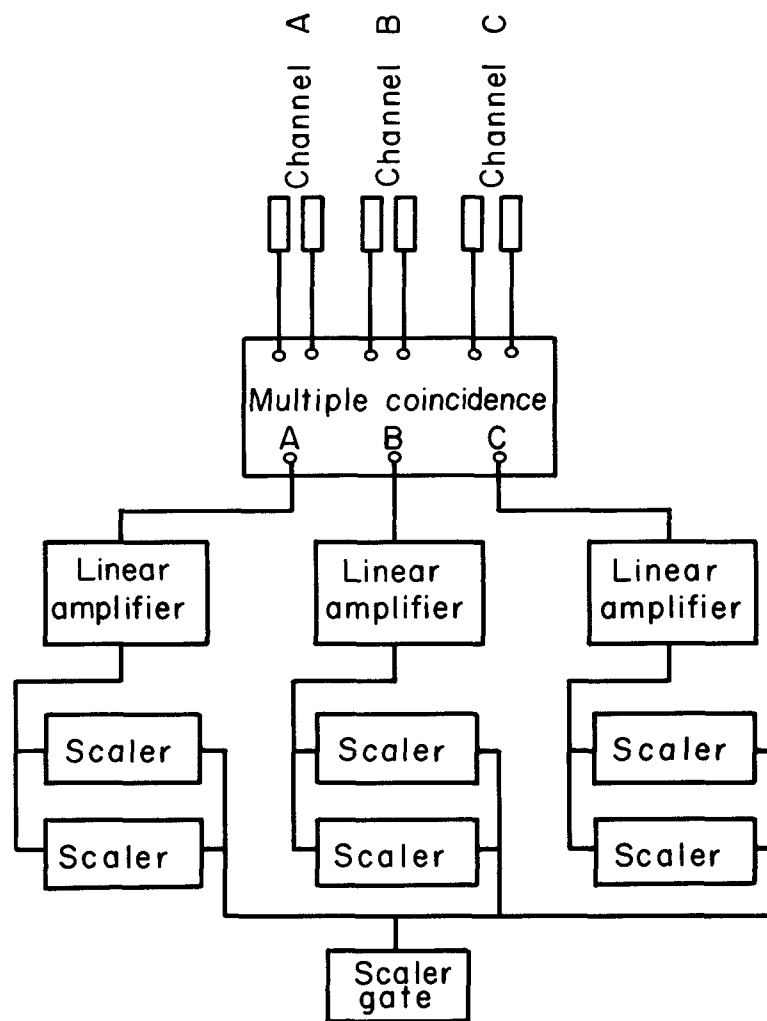 Channel A
Channel B
Channel C
Multiple coincidence
A
B
C
Linear
amplifier
Linear
amplifier
Linear
amplifier
Scaler
Scaler
Scaler
Scaler
Scaler
Scaler
Scaler
gate